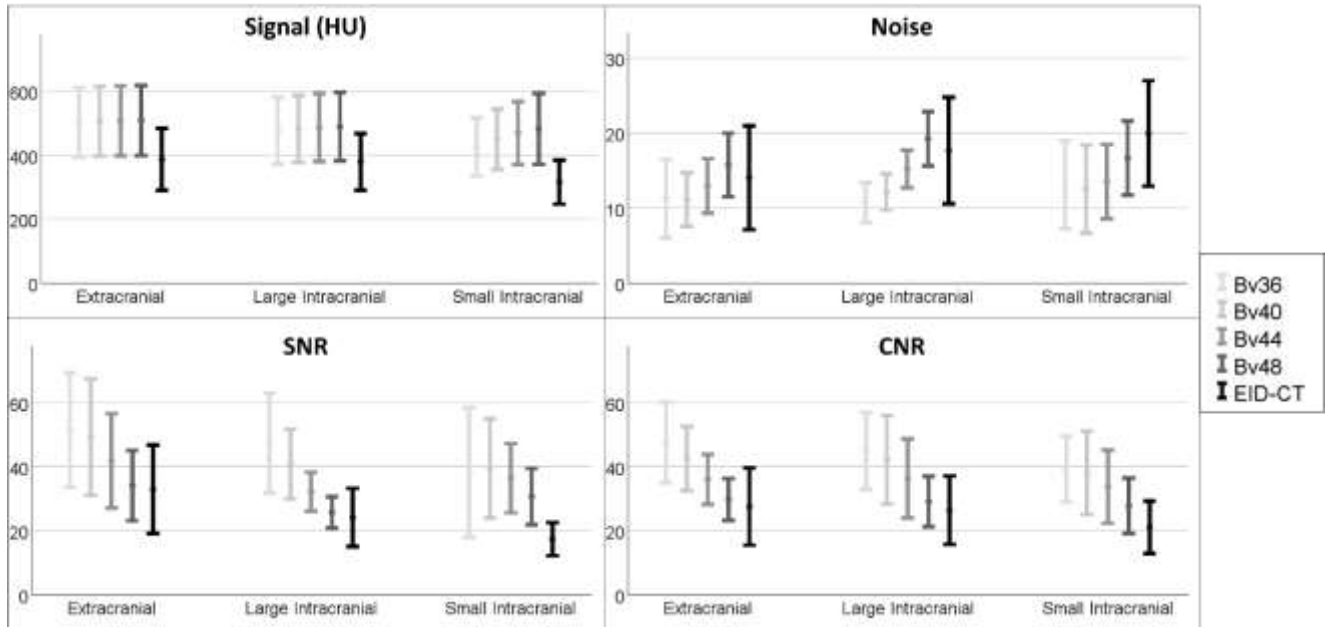 Signal (HU)
600
400
200
0
Extracranial Large Intracranial Small Intracranial
Noise
30
20
10
0
Extracranial Large Intracranial Small Intracranial
SNR
60
40
20
0
Extracranial Large Intracranial Small Intracranial
CNR
60
40
20
0
Extracranial Large Intracranial Small Intracranial
Bv36
Bv40
Bv44
Bv48
EID-CT